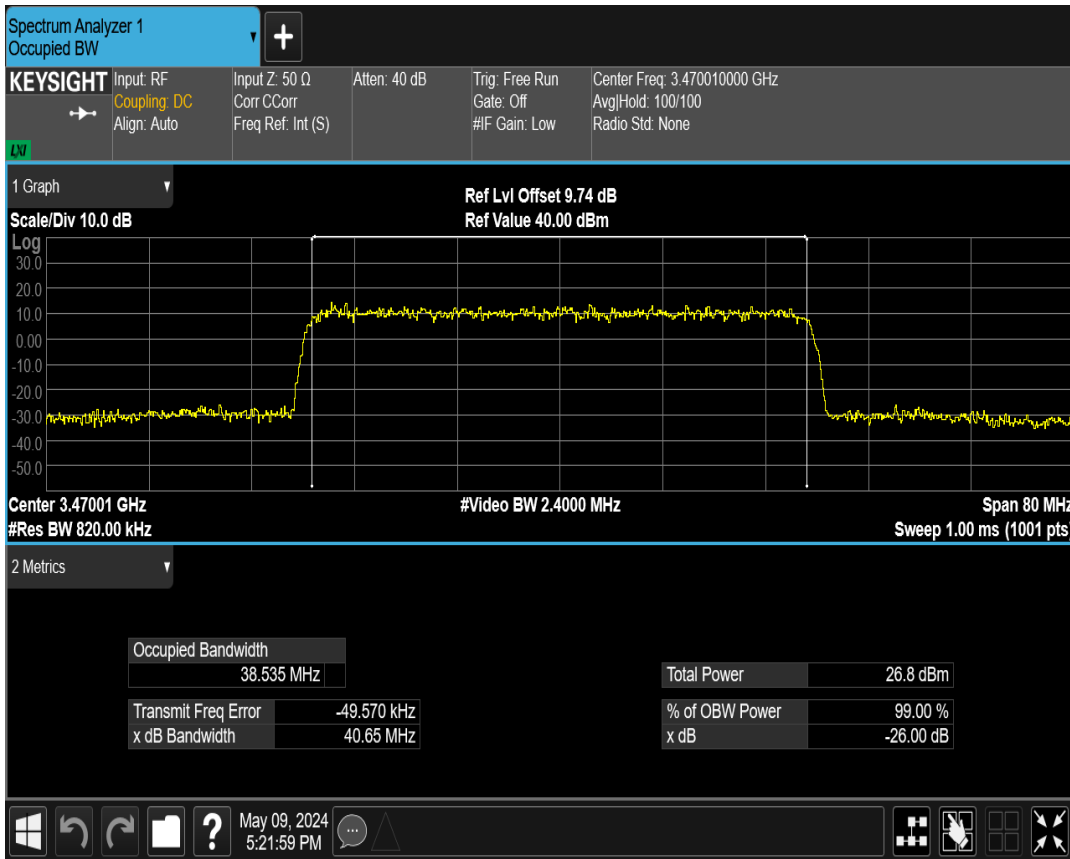 Spectrum Analyzer 1
Occupied BW
KEYSIGHT
LXI
Input: RF
Coupling: DC
Align: Auto
Input Z: 50 Ω
Corr CCorr
Freq Ref: Int (S)
Atten: 40 dB
Trig: Free Run
Gate: Off
#IF Gain: Low
Center Freq: 3.470010000 GHz
Avg|Hold: 100/100
Radio Std: None
1 Graph
Scale/Div 10.0 dB
Ref Lvl Offset 9.74 dB
Ref Value 40.00 dBm
Log
30.0
20.0
10.0
0.00
-10.0
-20.0
-30.0
-40.0
-50.0
Center 3.47001 GHz
#Video BW 2.4000 MHz
Span 80 MHz
#Res BW 820.00 kHz
Sweep 1.00 ms (1001 pts)
2 Metrics
Occupied Bandwidth
38.535 MHz
Total Power 26.8 dBm
Transmit Freq Error -49.570 kHz
% of OBW Power 99.00 %
x dB Bandwidth 40.65 MHz
x dB -26.00 dB
?
May 09, 2024
5:21:59 PM